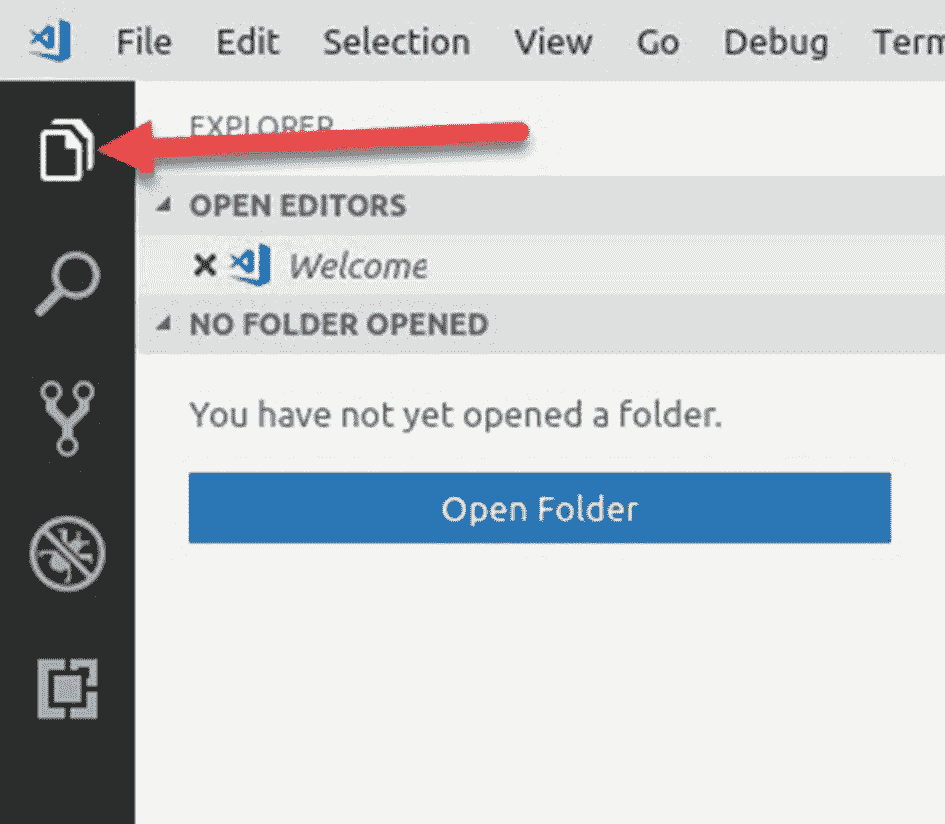 File Edit Selection View Go Debug Term
EXPLORER
OPEN EDITORS
Welcome
NO FOLDER OPENED
You have not yet opened a folder.
Open Folder